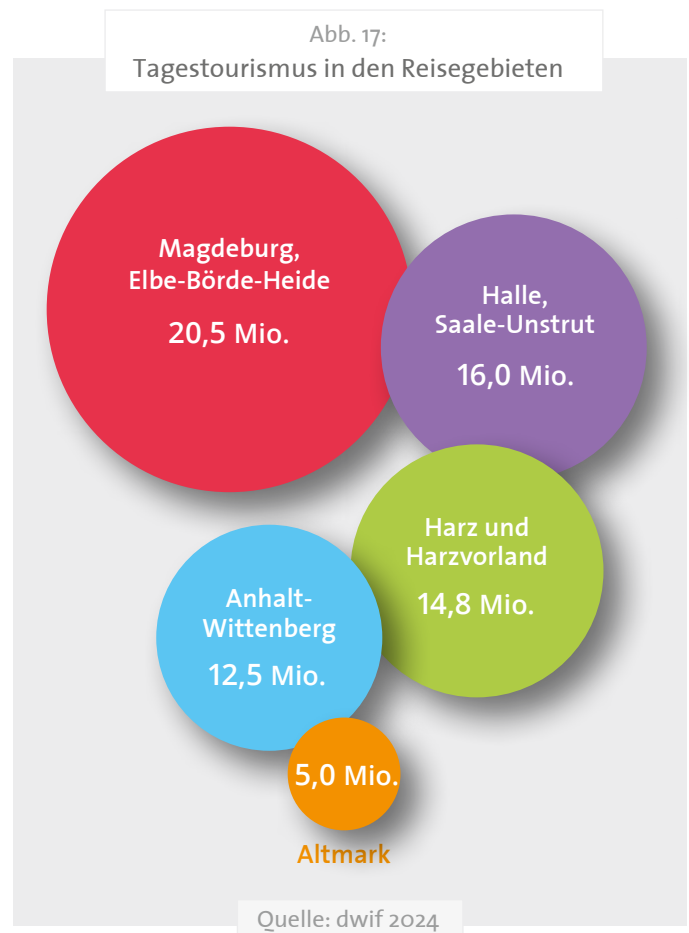 Abb. 17:
Tagestourismus in den Reisegebieten
Magdeburg,
Elbe-Börde-Heide
20,5 Mio.
Halle,
Saale-Unstrut
16,0 Mio.
Harz und
Harzvorland
14,8 Mio.
Anhalt-
Wittenberg
12,5 Mio.
5,0 Mio.
Altmark
Quelle: dwif 2024